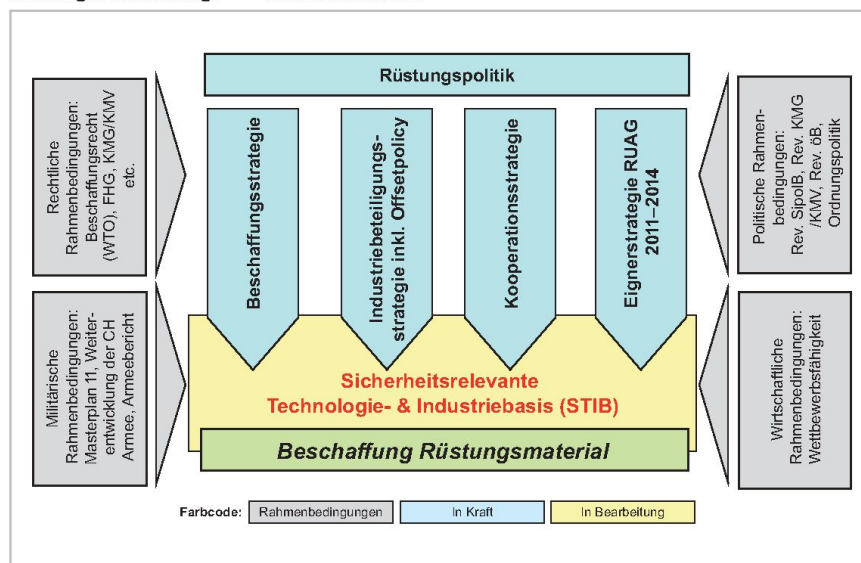 Rüstungspolitik
Rechtliche
Rahmenbedingungen:
Beschaffungsrecht
(WTO), FHG, KMG/KMV
etc.
Beschaffungsstrategie
Industriebeteiligungs-
strategie inkl. Offsetpolicy
Kooperationsstrategie
Eignerstrategie RUAG
2011–2014
Politische Rahmen-
bedingungen:
Rev. SipolB, Rev. KMG
/KMV, Rev. öB,
Ordnungspolitik
Militärische
Rahmenbedingungen:
Masterplan 11, Weiter-
entwicklung der CH
Armee, Armeebericht
Sicherheitsrelevante
Technologie- & Industriebasis (STIB)
Beschaffung Rüstungsmaterial
Wirtschaftliche
Rahmenbedingungen:
Wettbewerbsfähigkeit
Farbcode: Rahmenbedingungen In Kraft In Bearbeitung